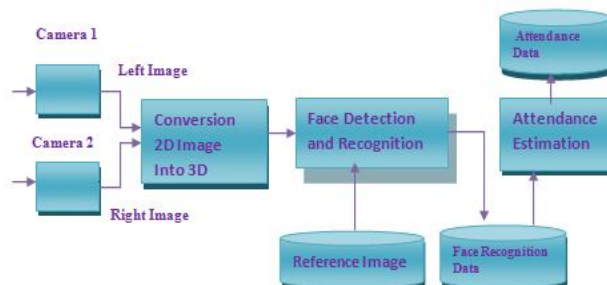 Camera 1
Left Image
Camera 2
Right Image
Conversion
2D Image
Into 3D
Face Detection
and Recognition
Reference Image
Face Recognition
Data
Attendance
Estimation
Attendance
Data